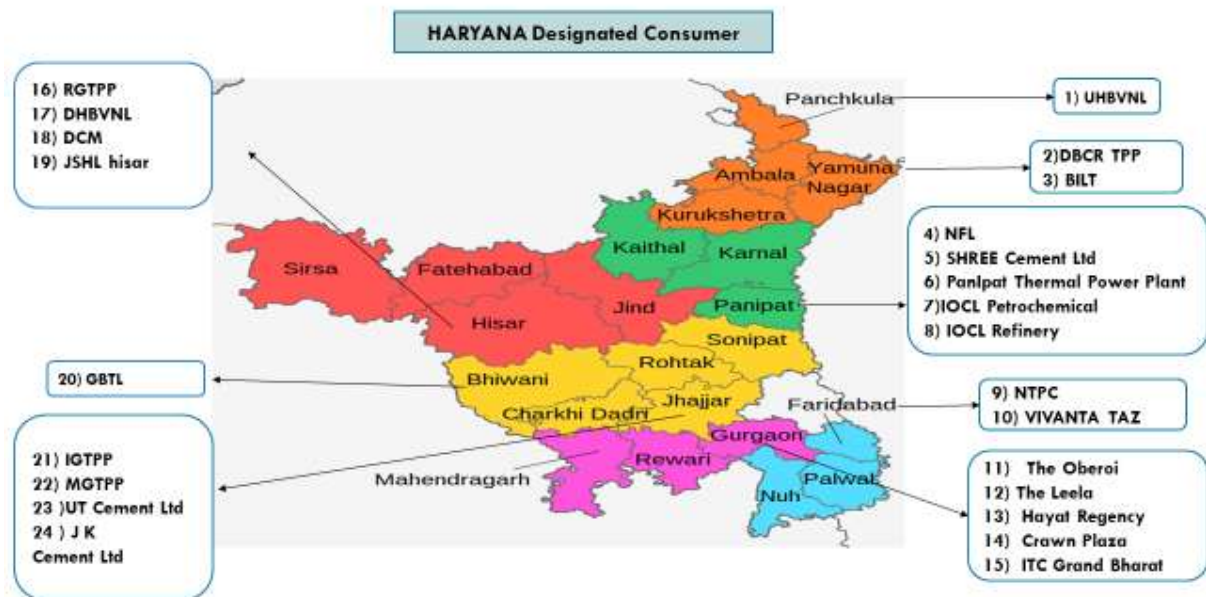 HARYANA Designated Consumer
16) RGTPP
17) DHBVNL
18) DCM
19) JSHL hisar
20) GBTL
21) IGTPP
22) MGTPP
23 )UT Cement Ltd
24 ) J K
Cement Ltd
Panchkula
Ambala
Yamuna
Nagar
Kurukshetra
Kaithal
Karnal
Sirsa
Fatehabad
Jind
Panipat
Hisar
Sonipat
Rohtak
Bhiwani
Jhajjar
Charkhi Dadri
Faridabad
Gurgaon
Mahendragarh
Rewari
Palwal
Nuh
1) UHBVNL
2)DBCR TPP
3) BILT
4) NFL
5) SHREE Cement Ltd
6) Panlpat Thermal Power Plant
7)IOCL Petrochemical
8) IOCL Refinery
9) NTPC
10) VIVANTA TAZ
11) The Oberoi
12) The Leela
13) Hayat Regency
14) Crawn Plaza
15) ITC Grand Bharat